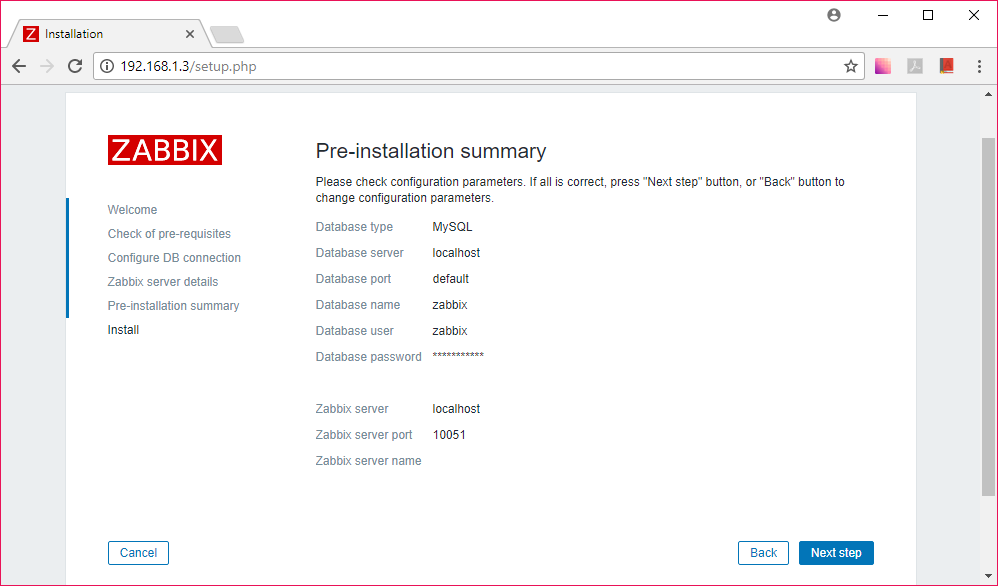 Z Installation
192.168.1.3/setup.php
ZABBIX
Welcome
Check of pre-requisites
Configure DB connection
Zabbix server details
Pre-installation summary
Install
Pre-installation summary
Please check configuration parameters. If all is correct, press "Next step" button, or "Back" button to
change configuration parameters.
Database type MySQL
Database server localhost
Database port default
Database name zabbix
Database user zabbix
Database password ***********
Zabbix server localhost
Zabbix server port 10051
Zabbix server name
Cancel
Back
Next step